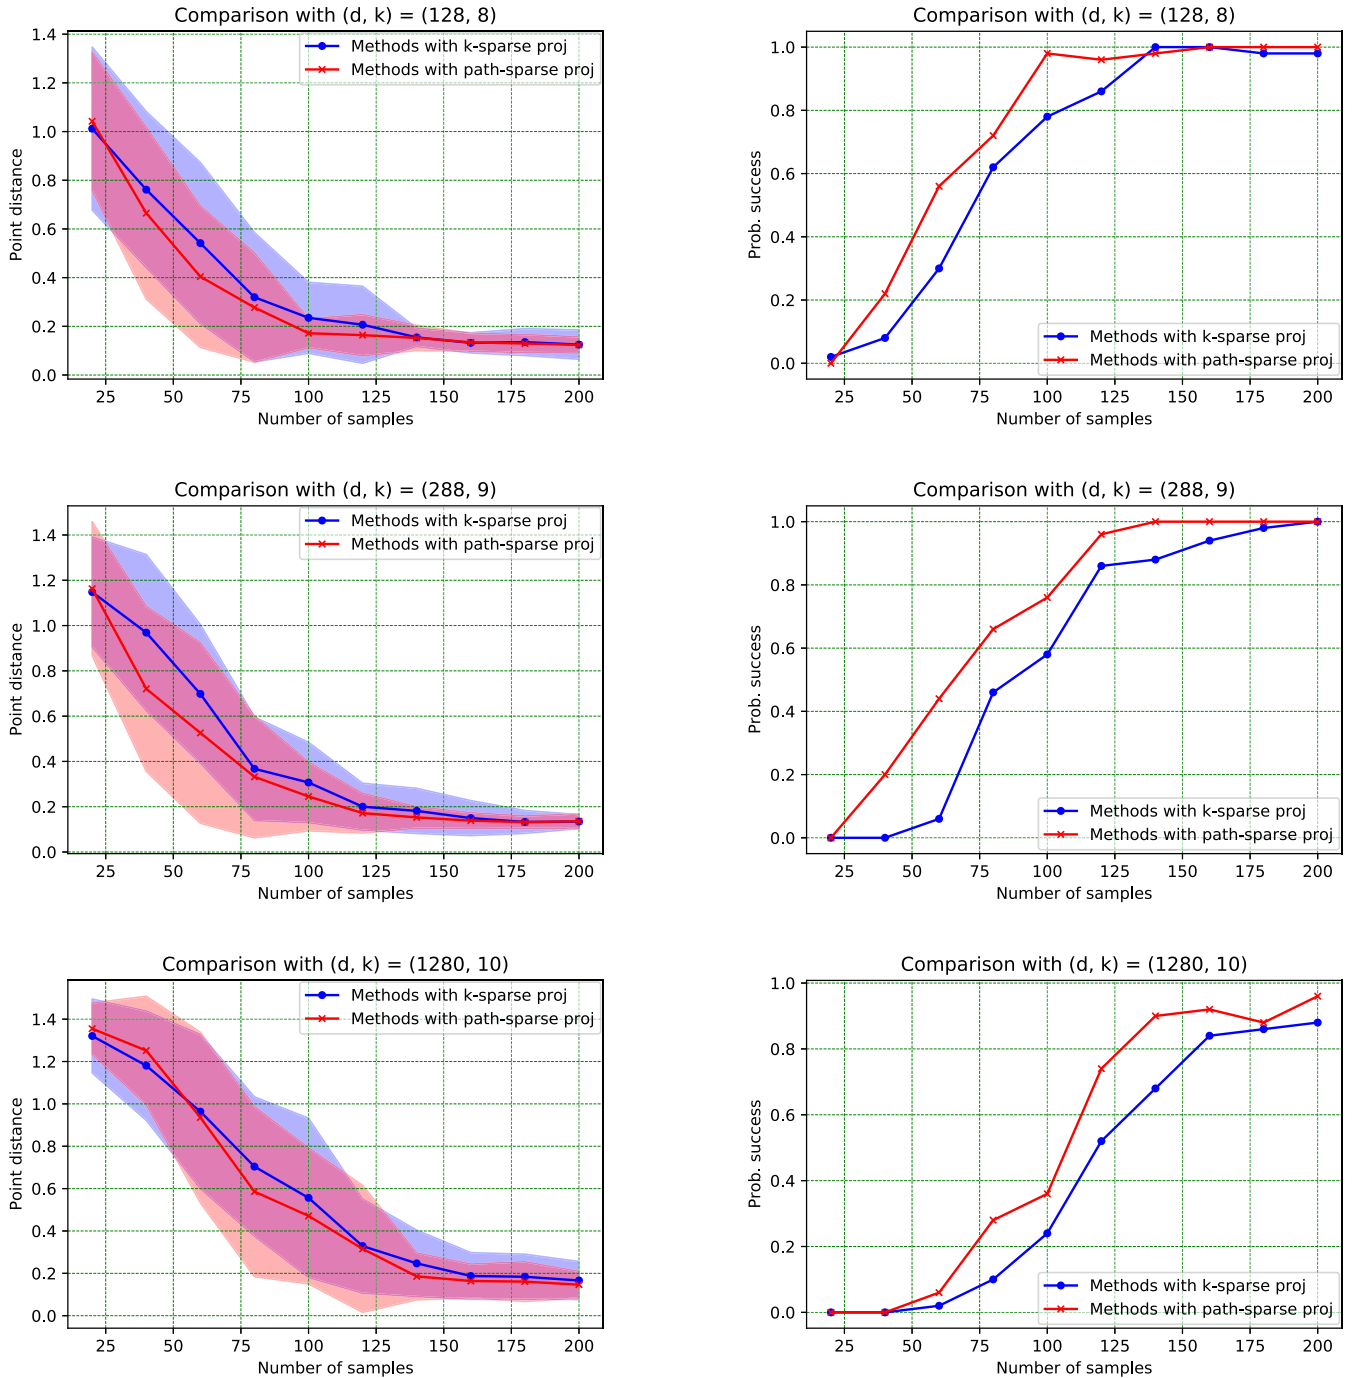 Comparison with (d, k) = (128, 8)
Point distance
1.4
1.2
1.0
0.8
0.6
0.4
0.2
0.0
Methods with k-sparse proj
Methods with path-sparse proj
25 50 75 100 125 150 175 200
Number of samples
Comparison with (d, k) = (128, 8)
Prob. success
1.0
0.8
0.6
0.4
0.2
0.0
Methods with k-sparse proj
Methods with path-sparse proj
25 50 75 100 125 150 175 200
Number of samples
Comparison with (d, k) = (288, 9)
Point distance
1.4
1.2
1.0
0.8
0.6
0.4
0.2
0.0
Methods with k-sparse proj
Methods with path-sparse proj
25 50 75 100 125 150 175 200
Number of samples
Comparison with (d, k) = (288, 9)
Prob. success
1.0
0.8
0.6
0.4
0.2
0.0
Methods with k-sparse proj
Methods with path-sparse proj
25 50 75 100 125 150 175 200
Number of samples
Comparison with (d, k) = (1280, 10)
Point distance
1.4
1.2
1.0
0.8
0.6
0.4
0.2
0.0
Methods with k-sparse proj
Methods with path-sparse proj
25 50 75 100 125 150 175 200
Number of samples
Comparison with (d, k) = (1280, 10)
Prob. success
1.0
0.8
0.6
0.4
0.2
0.0
Methods with k-sparse proj
Methods with path-sparse proj
25 50 75 100 125 150 175 200
Number of samples